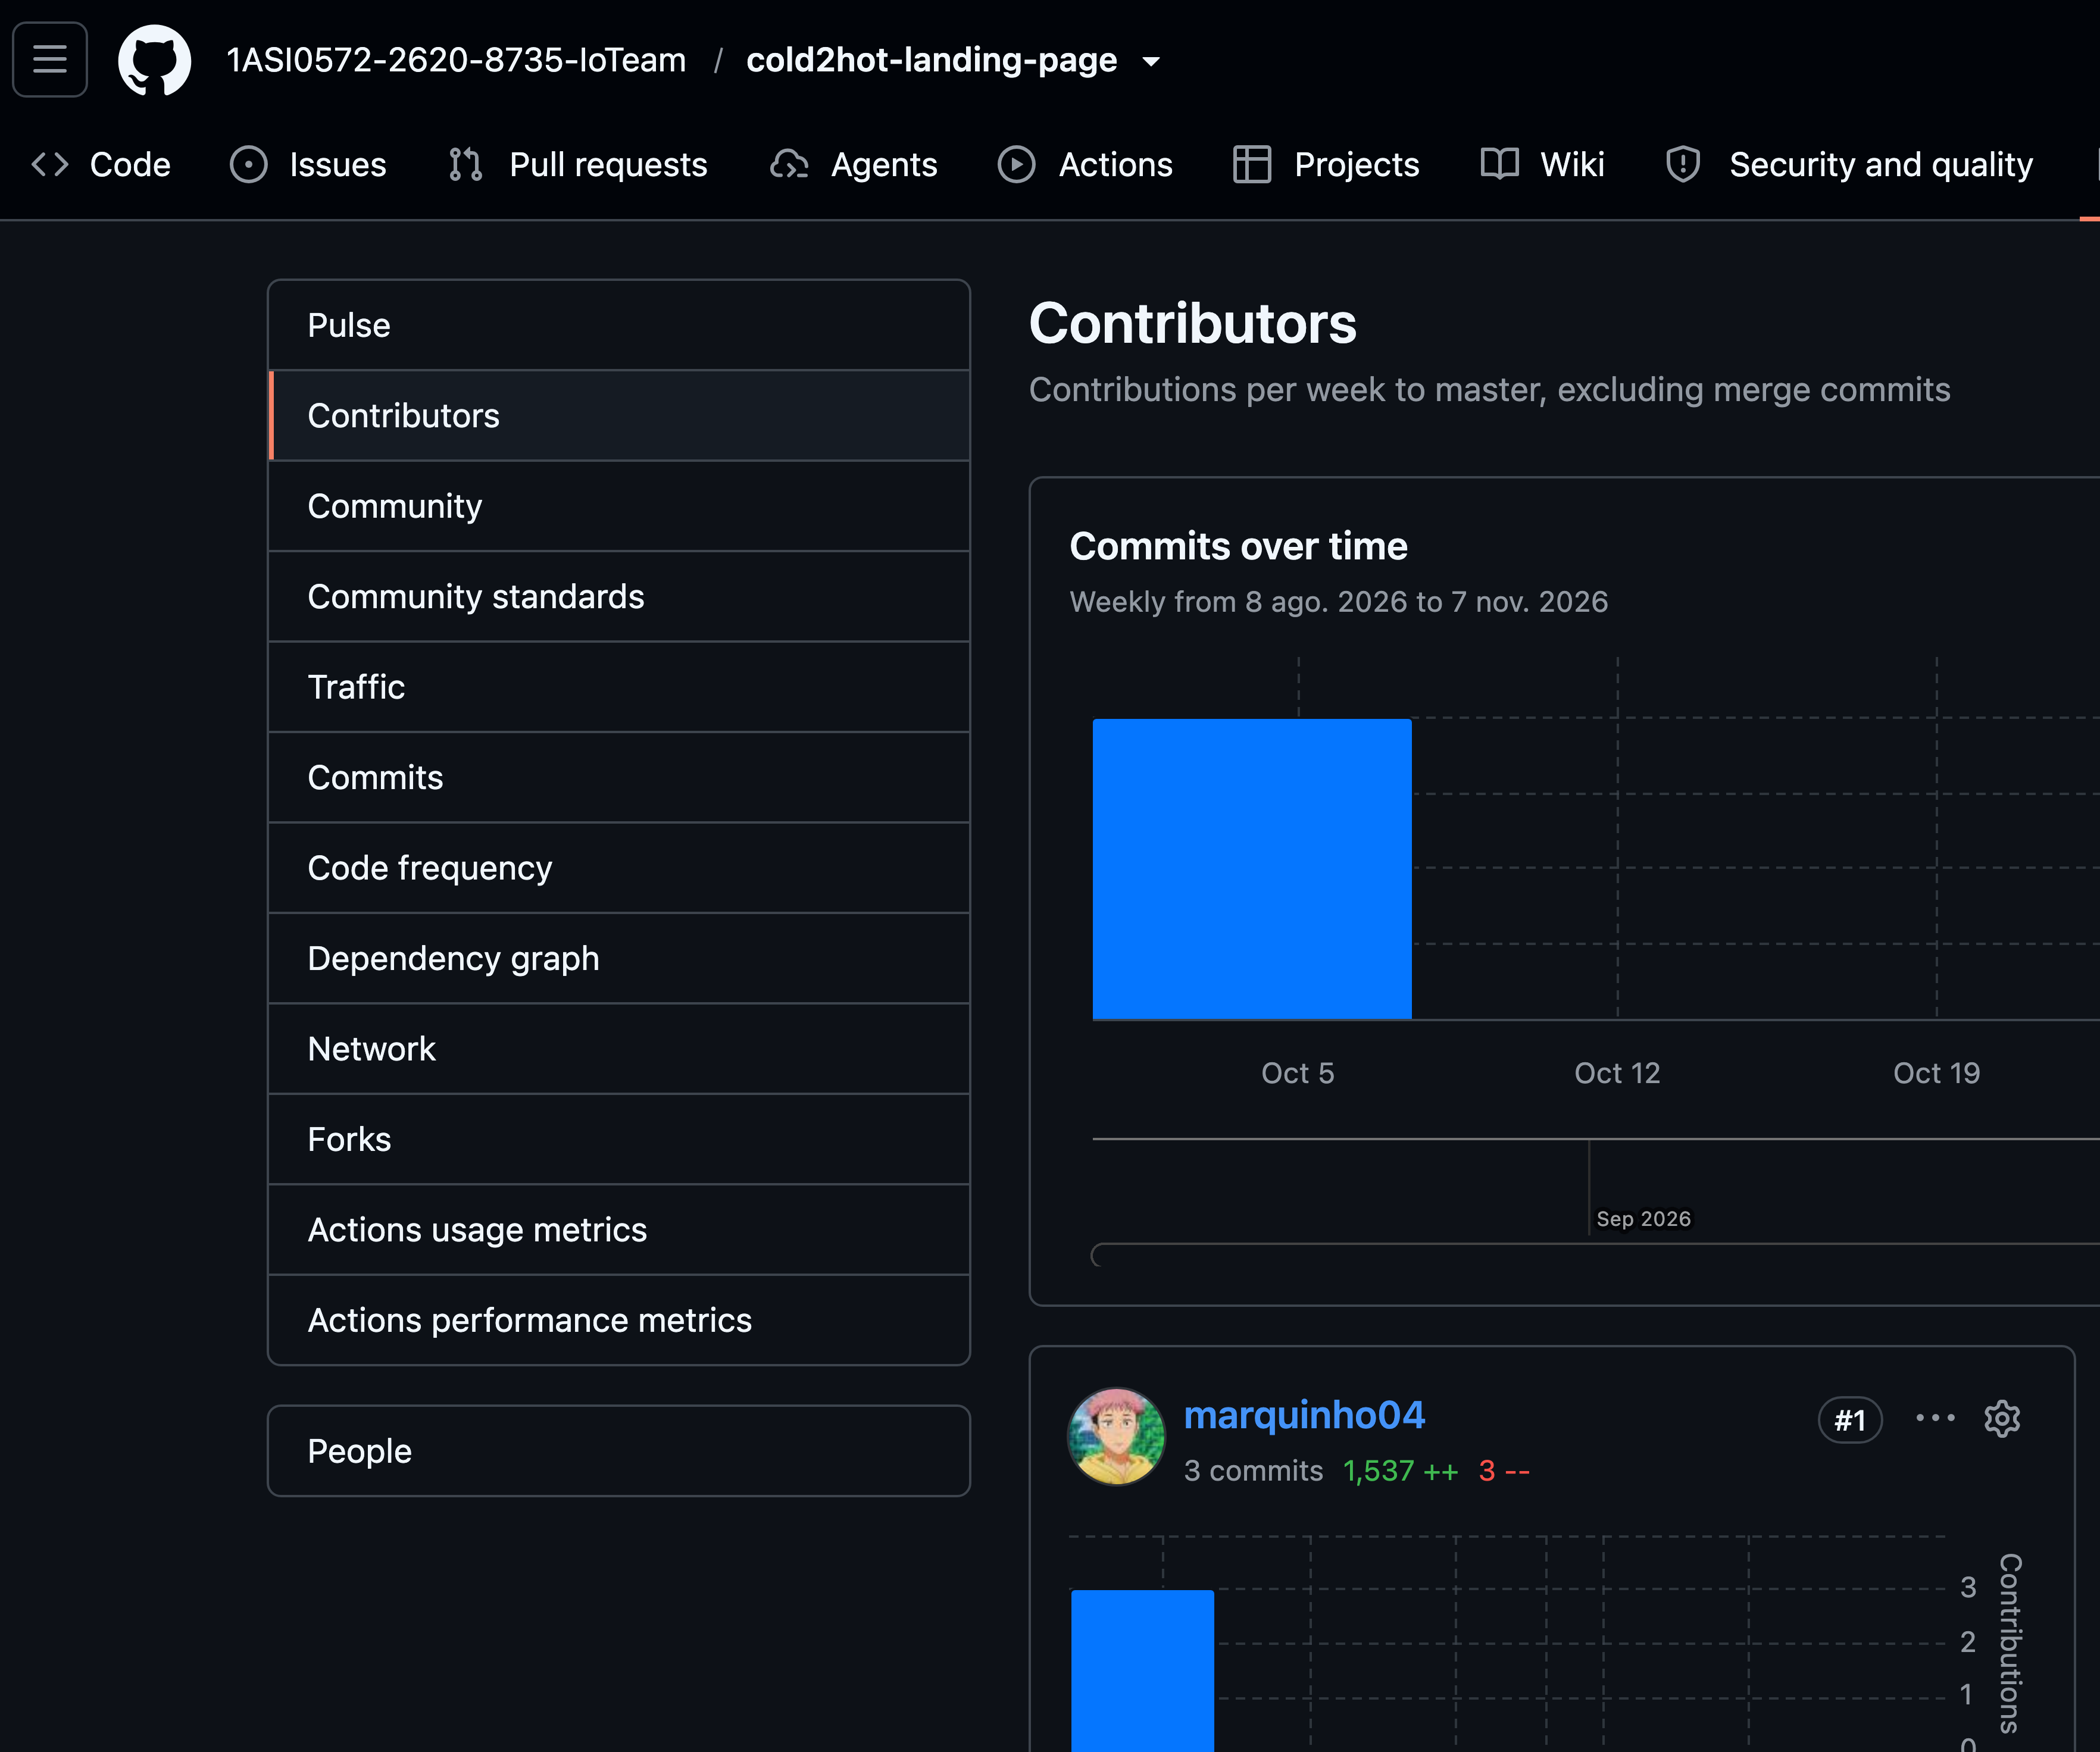 1ASI0572-2620-8735-IoTeam / cold2hot-landing-page
Code Issues Pull requests Agents Actions Projects Wiki Security and quality
Pulse
Contributors
Community
Community standards
Traffic
Commits
Code frequency
Dependency graph
Network
Forks
Actions usage metrics
Actions performance metrics
People
Contributors
Contributions per week to master, excluding merge commits
Commits over time
Weekly from 8 ago. 2026 to 7 nov. 2026
Oct 5 Oct 12 Oct 19
Sep 2026
marquinho04
#1
3 commits 1,537 ++ 3 --
3
2
1
0
Contributions